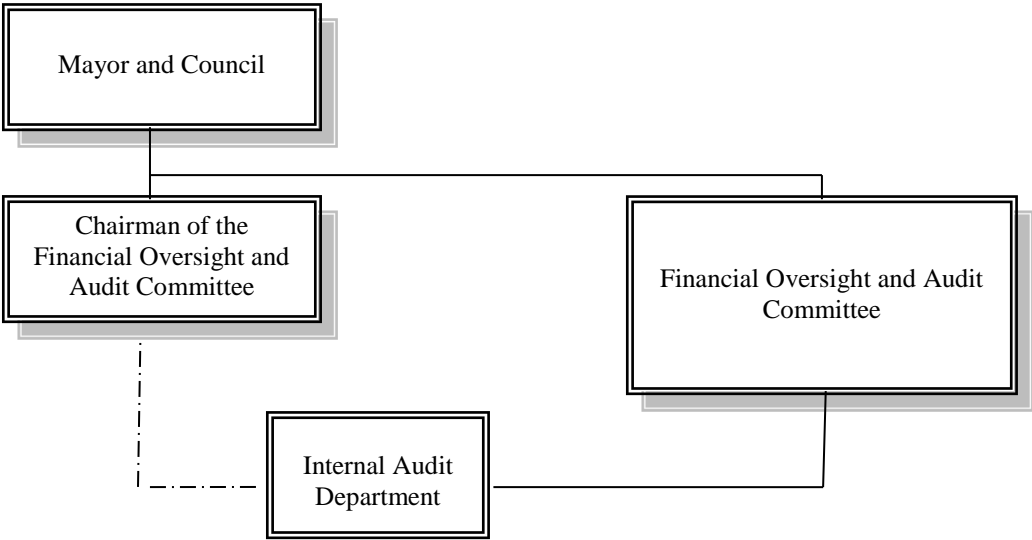 Mayor and Council
Chairman of the
Financial Oversight and
Audit Committee
Financial Oversight and Audit
Committee
Internal Audit
Department